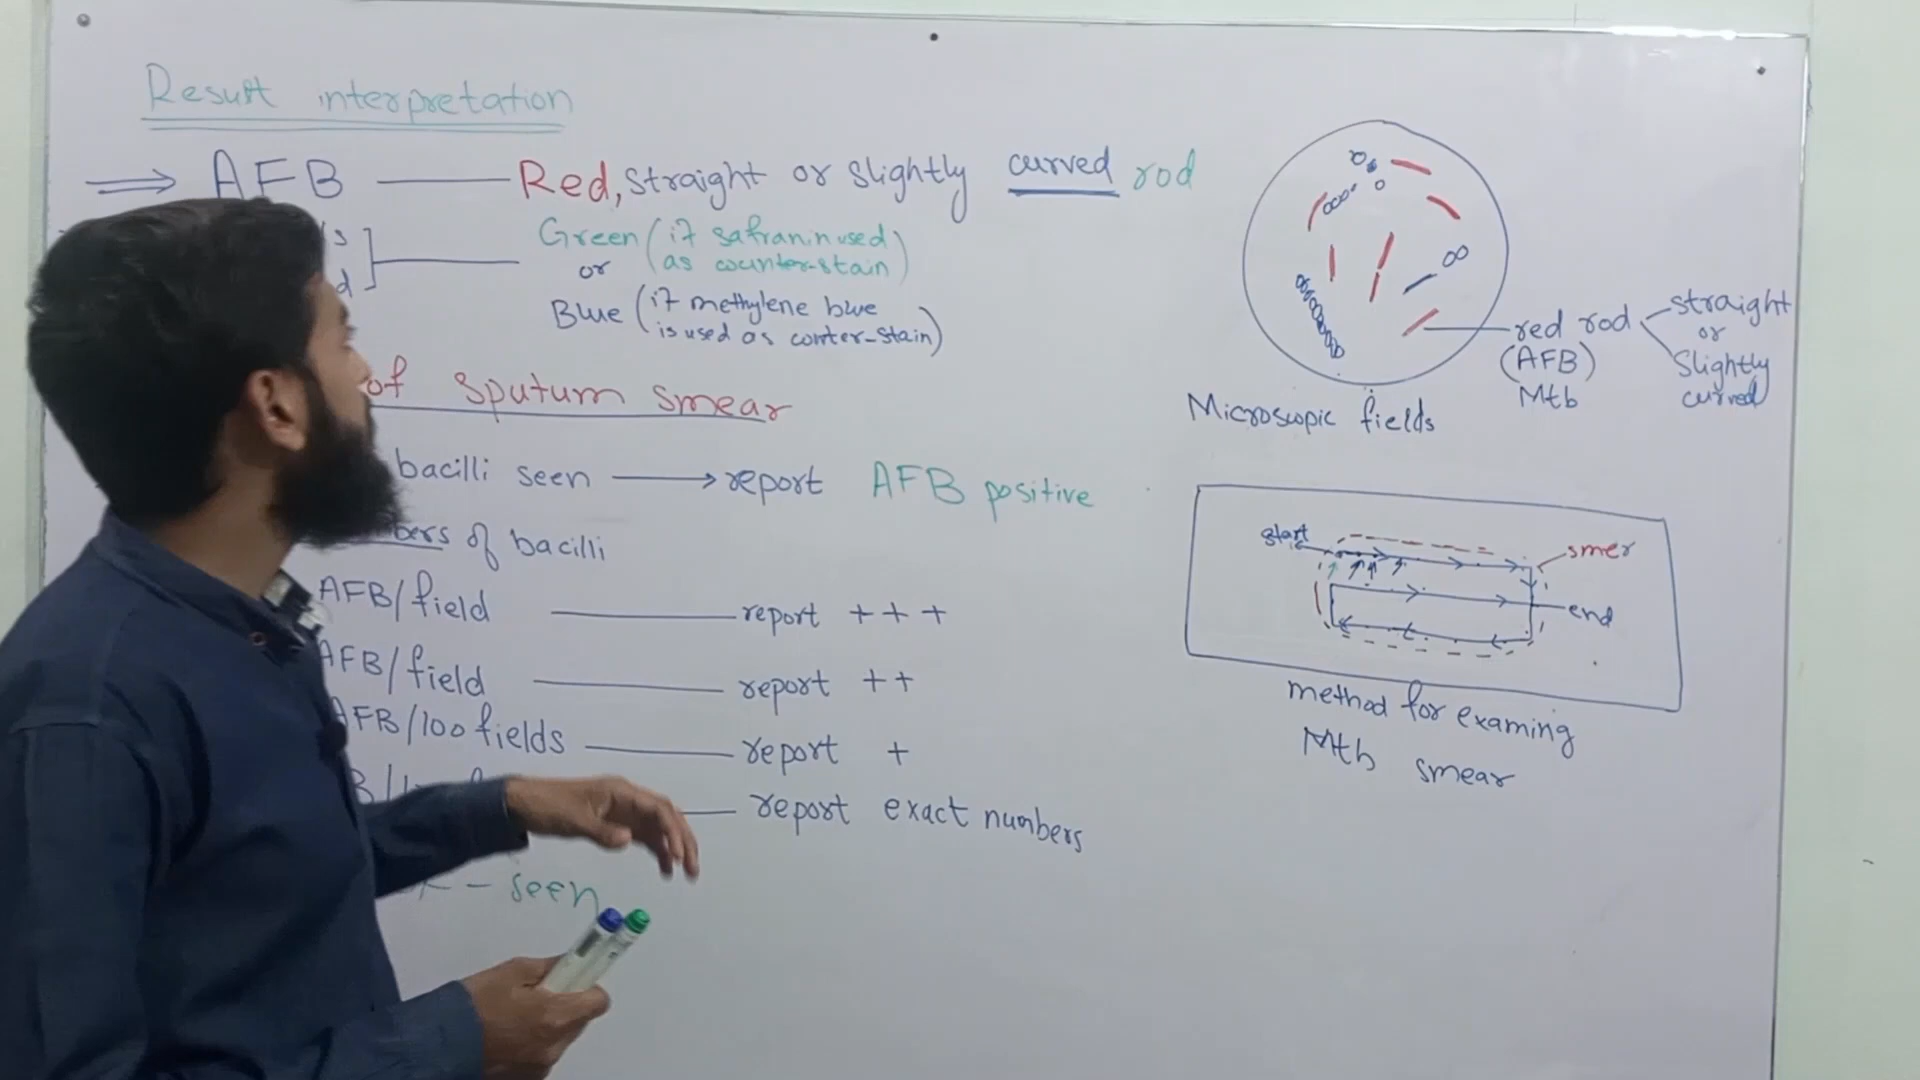 Result interpretation
AFB Red, straight or slightly curved rod
Green (if safranin used
as counter-stain)
or
Blue (if methylene blue
is used as conter-stain)
of sputum smear
bacilli seen report AFB positive
of bacilli
AFB/field report + + +
AFB/field report ++
AFB/100 fields report +
report exact numbers
- seen
red rod
(AFB)
Mtb
straight
or
Slightly
curved
Microscopic fields
start
smer
end
method for examing
Mtb smear